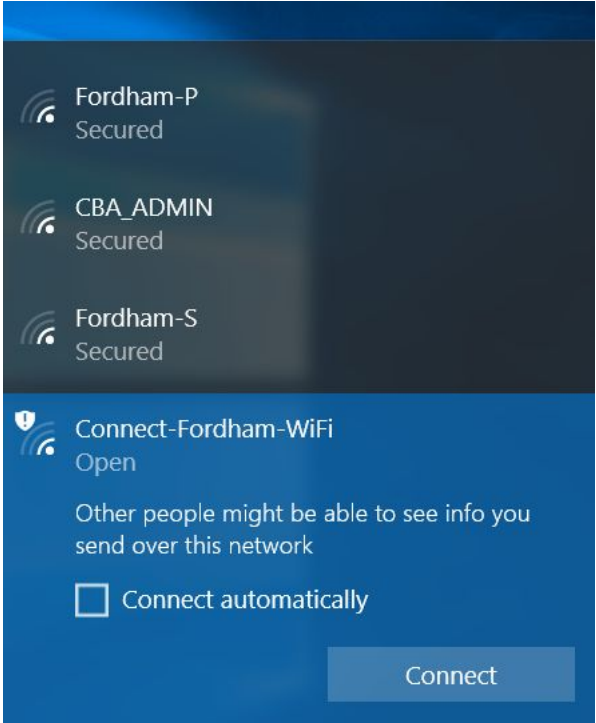 Fordham-P
Secured
CBA_ADMIN
Secured
Fordham-S
Secured
Connect-Fordham-WiFi
Open
Other people might be able to see info you
send over this network
Connect automatically
Connect